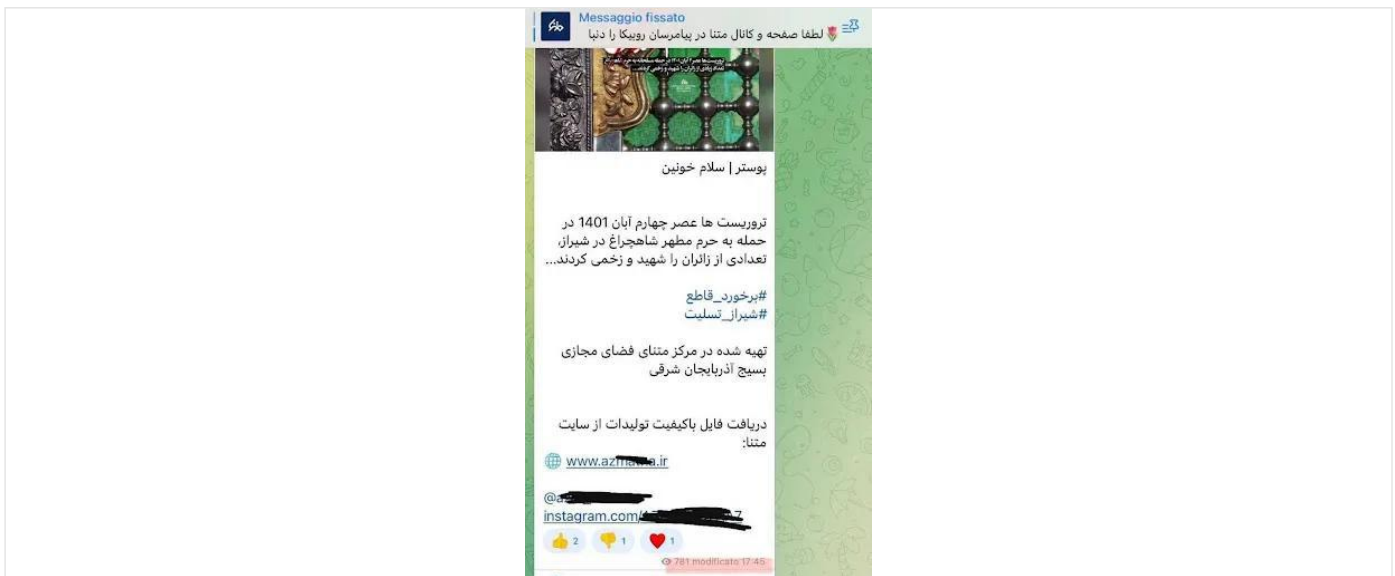 Messaggio fissato
لطفا صفحه و کانال متنا در پیامرسان روبیکا را دنبا
پوستر | سلام خونین
تروریست ها عصر چهارم آبان 1401 در
حمله به حرم مطهر شاهچراغ در شیراز،
تعدادی از زائران را شهید و زخمی کردند...
#برخورد_قاطع
#شیراز_تسلیت
تهیه شده در مرکز متنای فضای مجازی
بسیج آذربایجان شرقی
دریافت فایل باکیفیت تولیدات از سایت
متنا:
instagram.com/
2 1 1
781 modificato 17:45